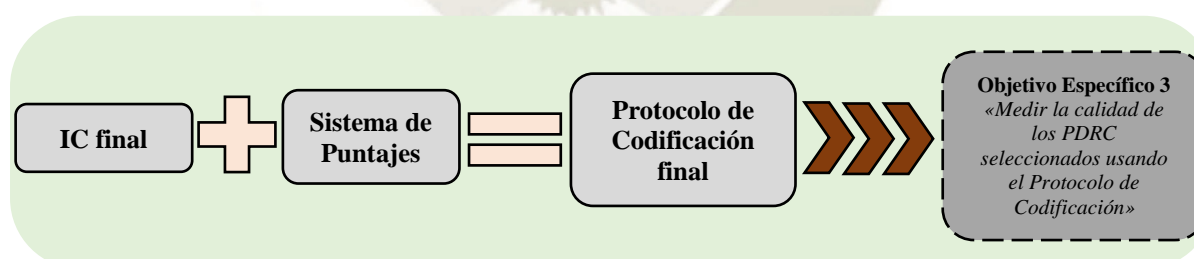 IC final
Sistema de
Puntajes
Protocolo de
Codificación
final
Objetivo Específico 3
«Medir la calidad de
los PDRC
seleccionados usando
el Protocolo de
Codificación»